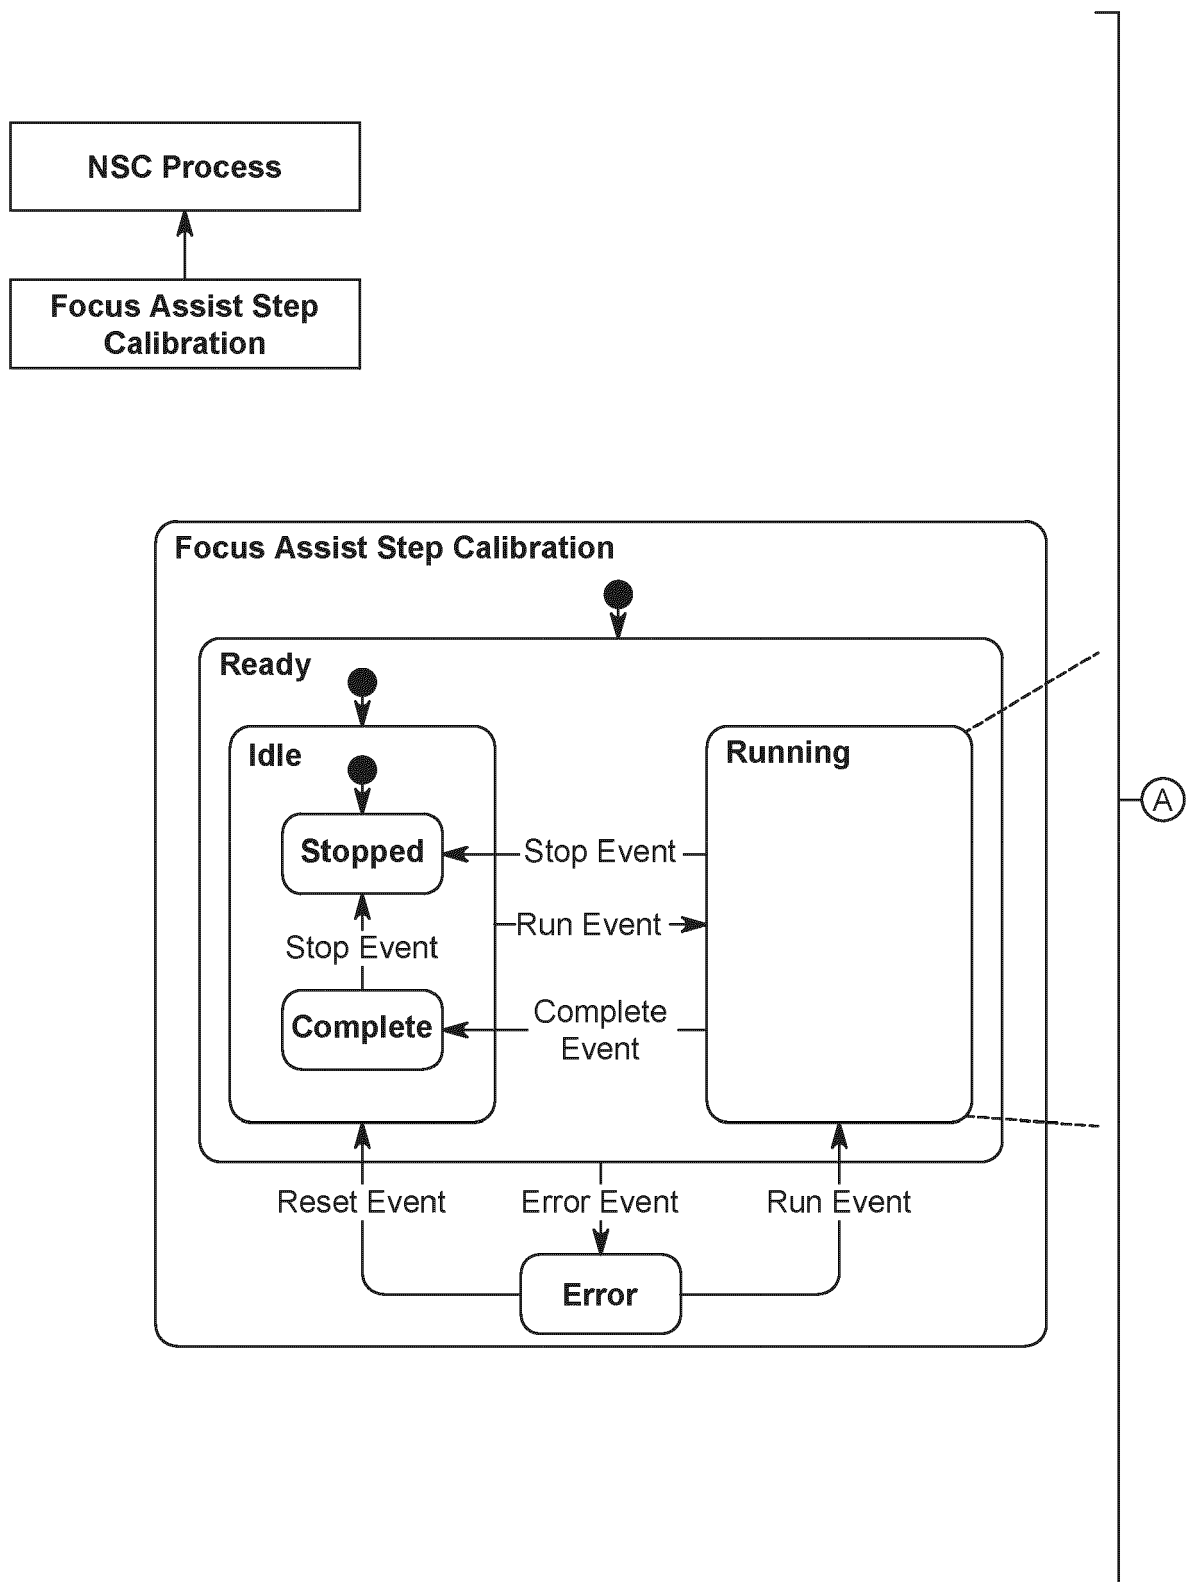 NSC Process
Focus Assist Step
Calibration
Focus Assist Step Calibration
Ready
Idle
Running
A
Stopped
Stop Event
Run Event
Stop Event
Complete
Complete
Event
Reset Event
Error Event
Run Event
Error